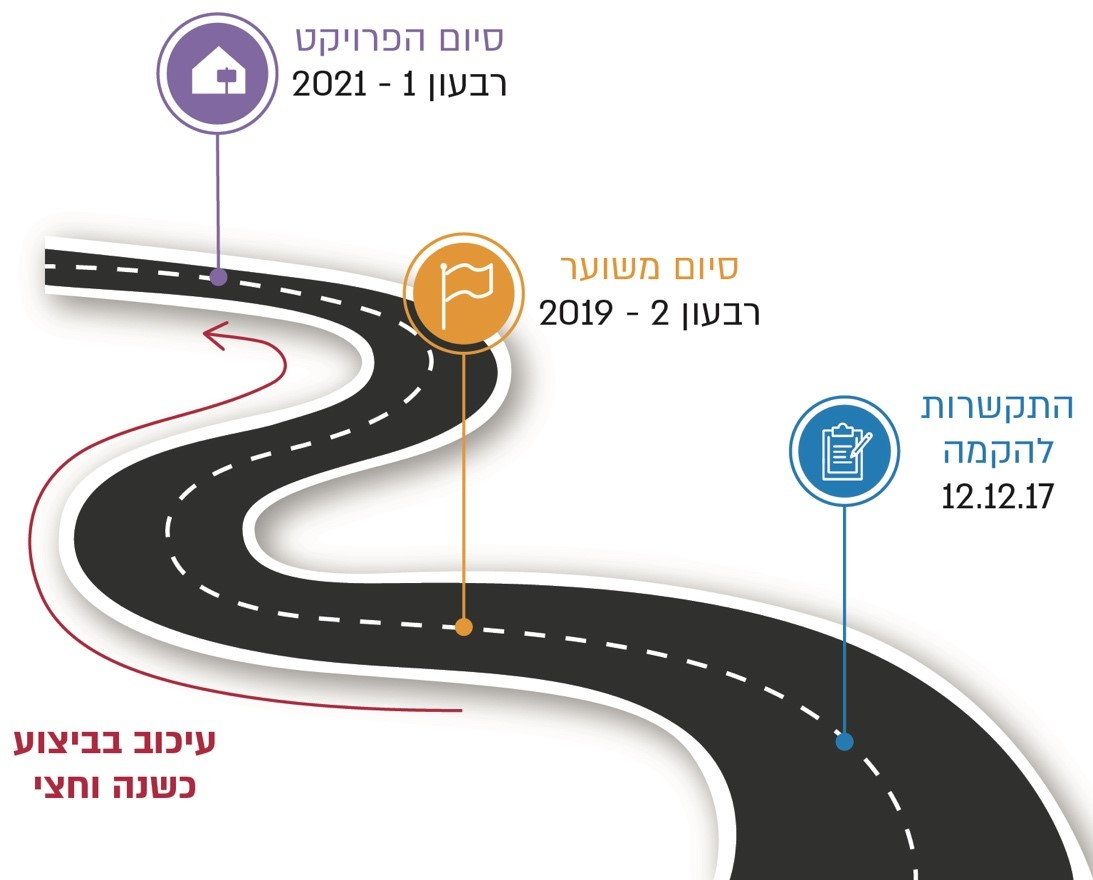 סיום הפרויקט
רבעון 1 - 2021
סיום משוער
רבעון 2 - 2019
התקשרות
להקמה
12.12.17
עיכוב בביצוע
כשנה וחצי